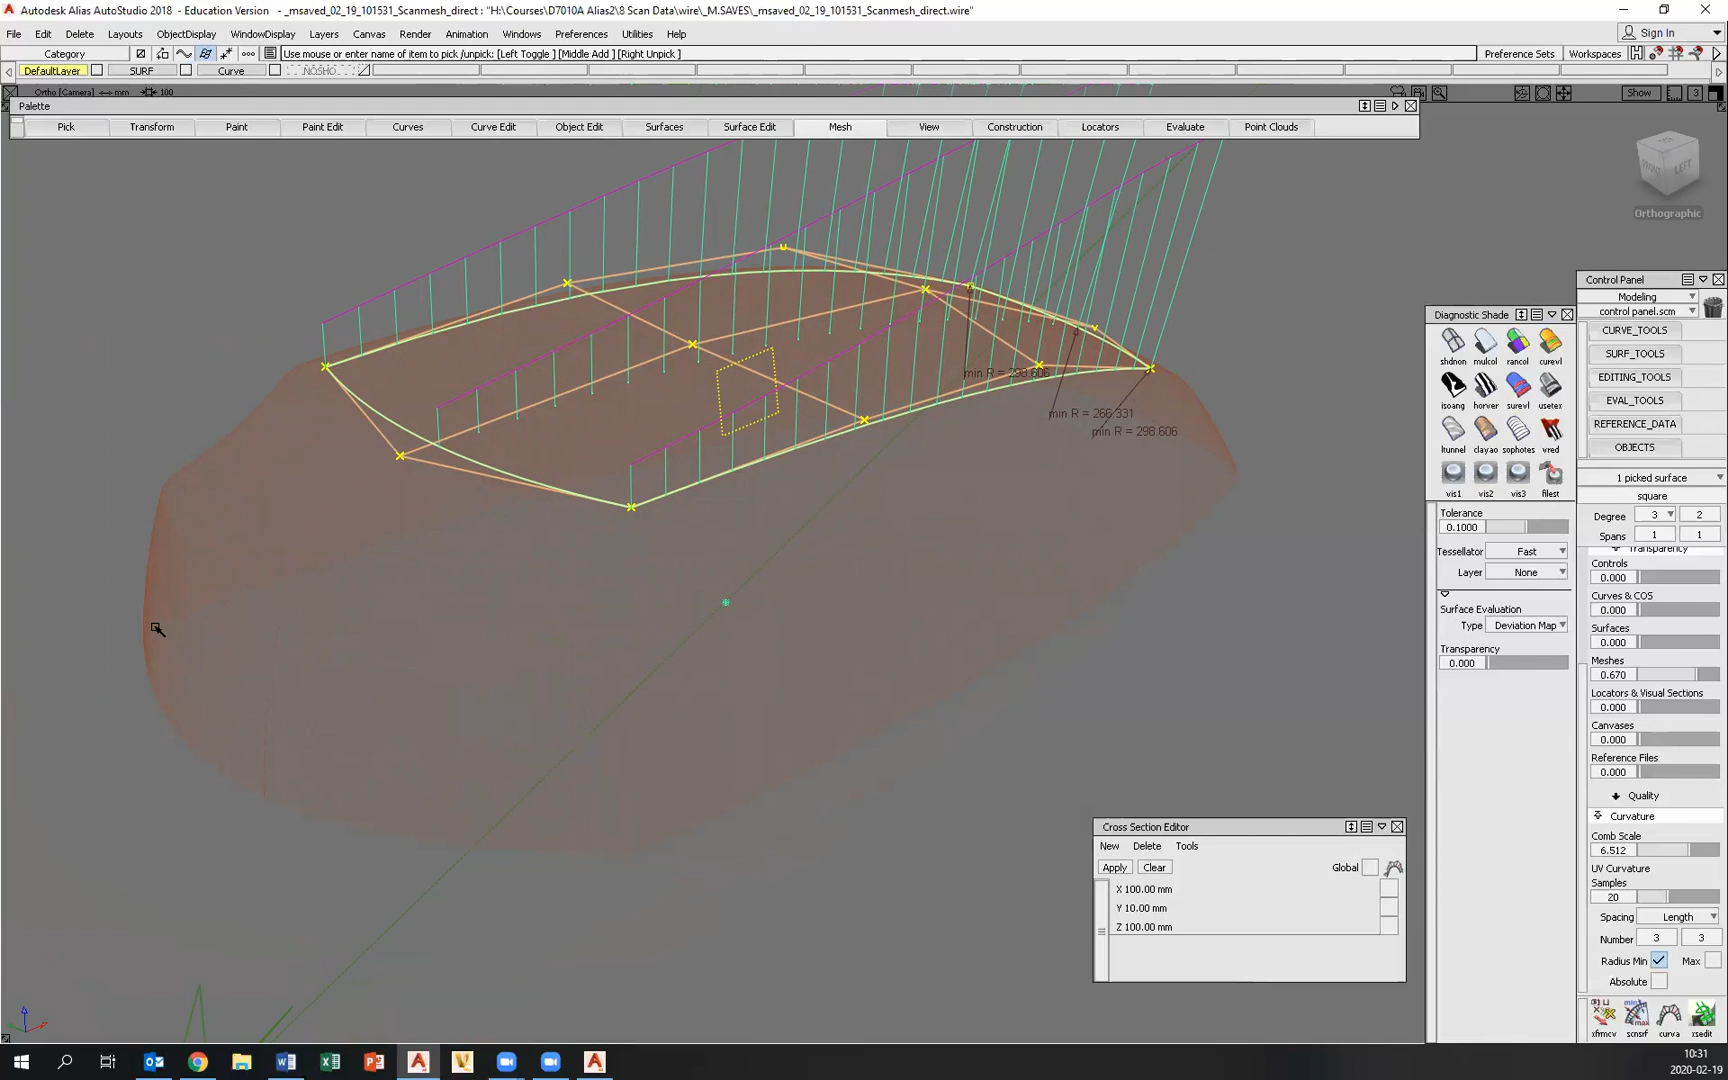 Autodesk Alias AutoStudio 2018 - Education Version - _msaved_02_19_101531_Scanmesh_direct : "H:\Courses\D7010A Alias2\8 Scan Data\wire\_M.SAVES\_msaved_02_19_101531_Scanmesh_direct.wire"
File Edit Delete Layouts ObjectDisplay WindowDisplay Layers Canvas Render Animation Windows Preferences Utilities Help
Sign In
Category
Use mouse or enter name of item to pick /unpick: [Left Toggle ] [Middle Add ] [Right Unpick ]
Preference Sets Workspaces
DefaultLayer SURF Curve NOSHO
Ortho [Camera] mm 100
Show 3
Palette
Pick Transform Paint Paint Edit Curves Curve Edit Object Edit Surfaces Surface Edit Mesh View Construction Locators Evaluate Point Clouds
FRONT LEFT
Orthographic
min R = 298.606
min R = 266.331
min R = 298.606
U
Diagnostic Shade
shdnon mulcol rancol curevl
isoang horver surevl usetex
ltunnel clayao sophotes vred
vis1 vis2 vis3 filest
Tolerance
0.1000
Tessellator Fast
Layer None
Surface Evaluation
Type Deviation Map
Transparency
0.000
Control Panel
Modeling
control panel.scm
CURVE_TOOLS
SURF_TOOLS
EDITING_TOOLS
EVAL_TOOLS
REFERENCE_DATA
OBJECTS
1 picked surface
square
Degree 3 2
Spans 1 1
Transparency
Controls
0.000
Curves & COS
0.000
Surfaces
0.000
Meshes
0.670
Locators & Visual Sections
0.000
Canvases
0.000
Reference Files
0.000
Quality
Curvature
Comb Scale
6.512
UV Curvature
Samples
20
Spacing Length
Number 3 3
Radius Min Max
Absolute
xfrmcv scnsrf curva xsedit
Cross Section Editor
New Delete Tools
Apply Clear Global
X 100.00 mm
Y 10.00 mm
Z 100.00 mm
10:31
2020-02-19